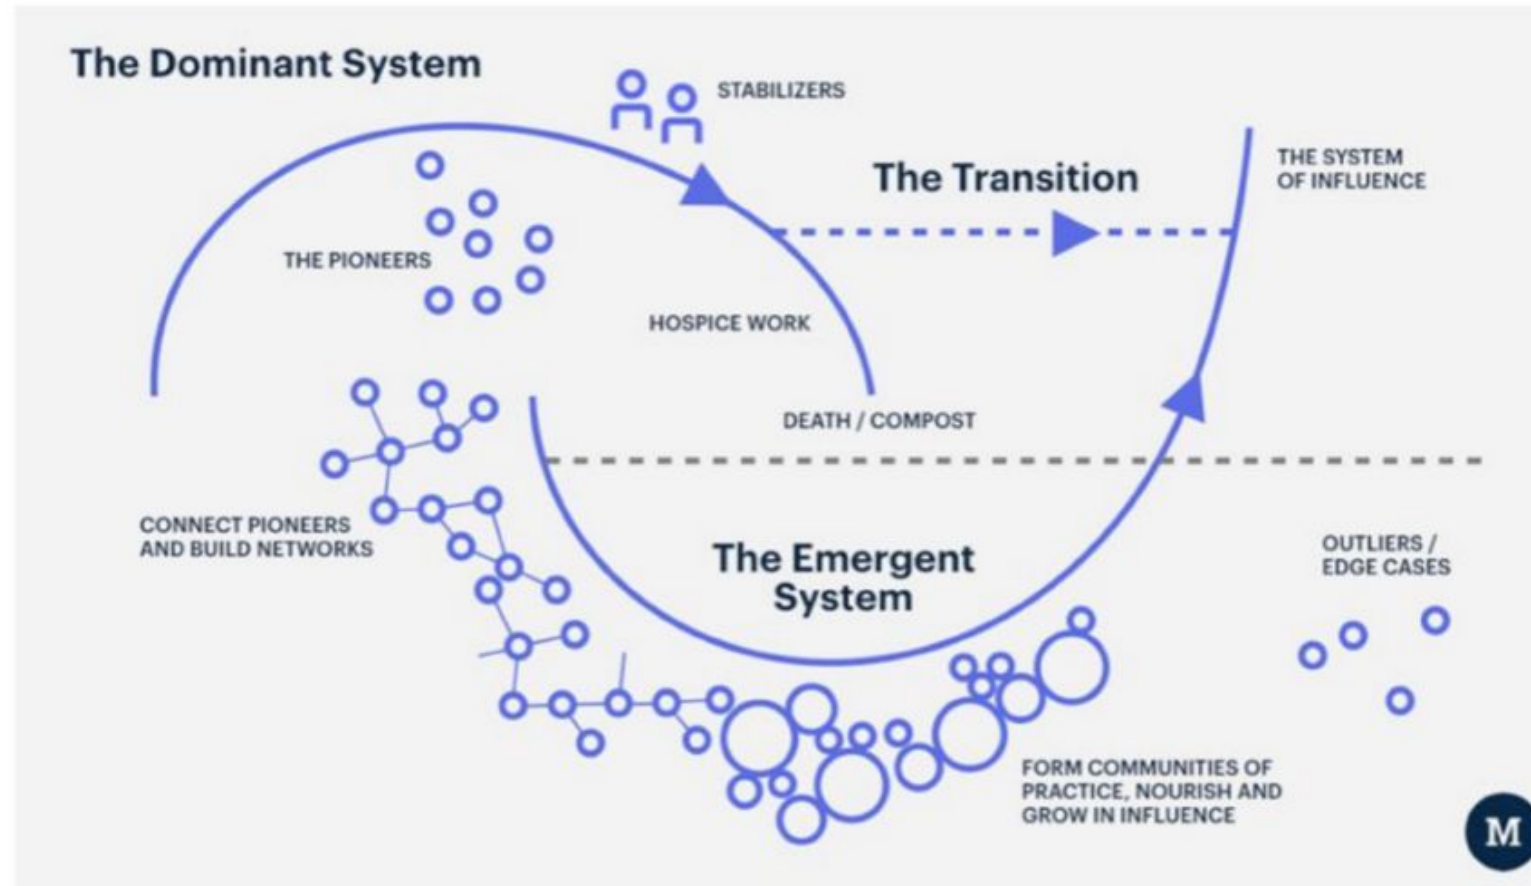 The Dominant System
STABILIZERS
The Transition
THE SYSTEM
OF INFLUENCE
THE PIONEERS
HOSPICE WORK
DEATH / COMPOST
CONNECT PIONEERS
AND BUILD NETWORKS
The Emergent
System
OUTLIERS /
EDGE CASES
FORM COMMUNITIES OF
PRACTICE, NOURISH AND
GROW IN INFLUENCE
M